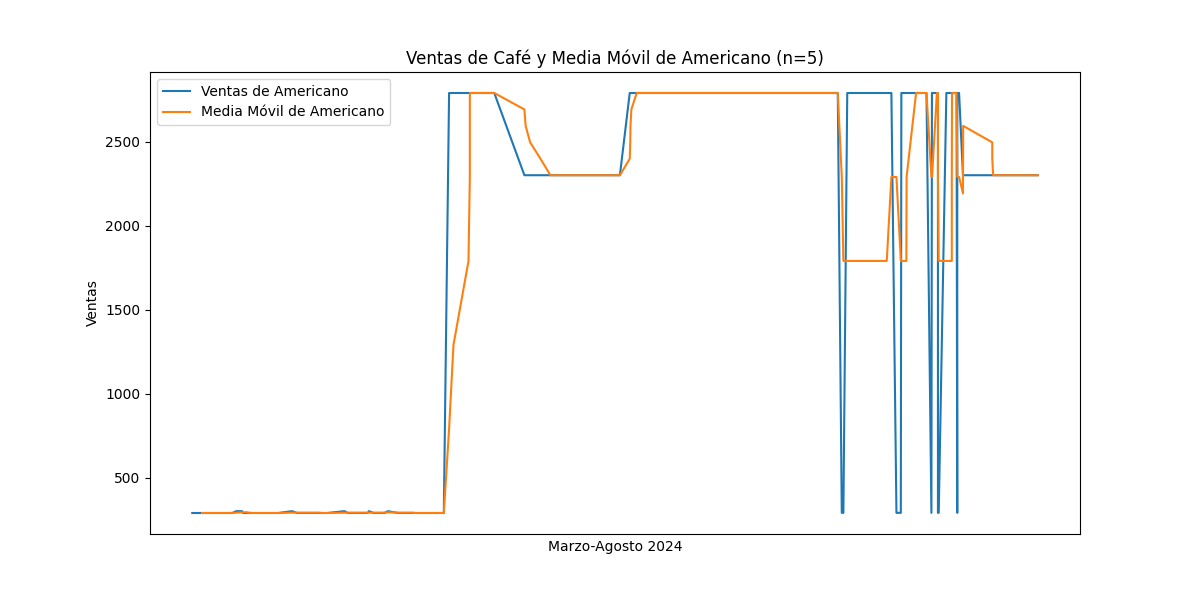 Ventas de Café y Media Móvil de Americano (n=5)
Ventas de Americano
Media Móvil de Americano
2500
2000
1500
1000
500
Ventas
Marzo-Agosto 2024